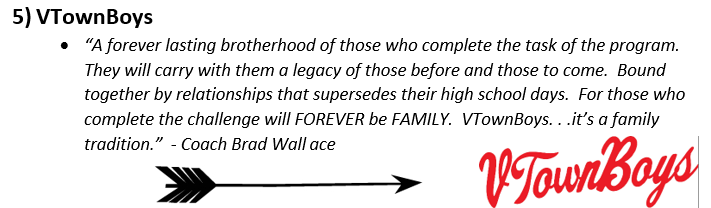 5) VTownBoys
• “A forever lasting brotherhood of those who complete the task of the program.
They will carry with them a legacy of those before and those to come.  Bound
together by relationships that supersedes their high school days.  For those who
complete the challenge will FOREVER be FAMILY.  VTownBoys. . .it’s a family
tradition.”  - Coach Brad Wall ace
VTownBoys